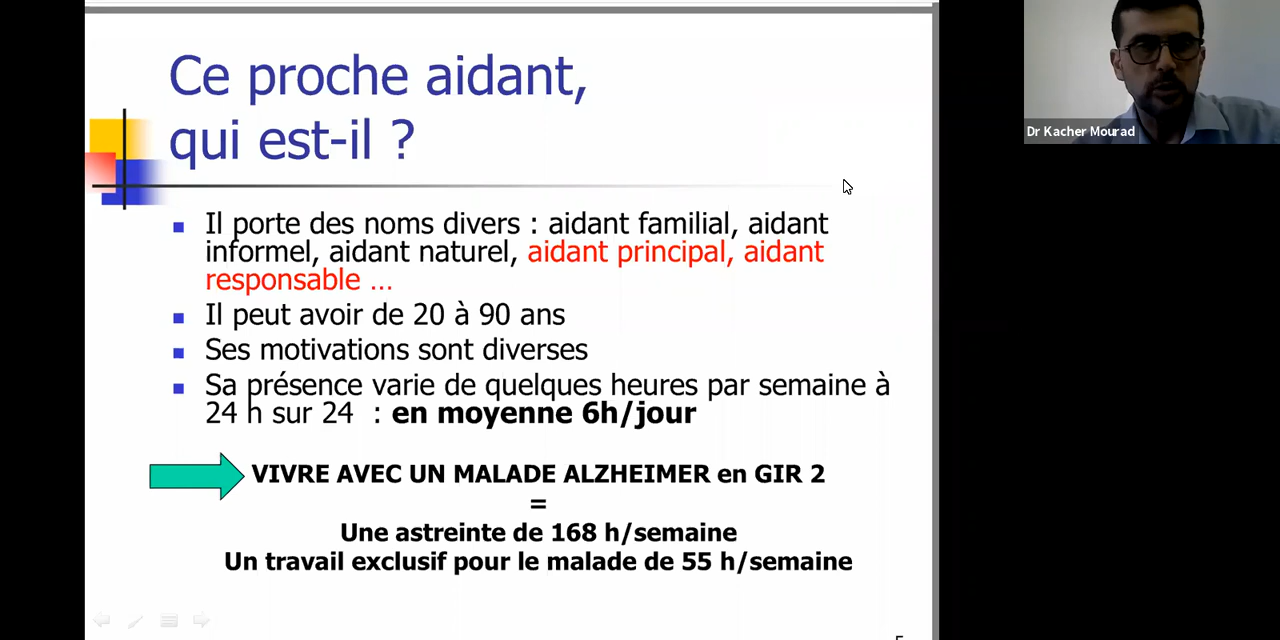 Ce proche aidant,
qui est-il ?
Il porte des noms divers : aidant familial, aidant
informel, aidant naturel, aidant principal, aidant
responsable ...
Il peut avoir de 20 à 90 ans
Ses motivations sont diverses
Sa présence varie de quelques heures par semaine à
24 h sur 24 : en moyenne 6h/jour
VIVRE AVEC UN MALADE ALZHEIMER en GIR 2
=
Une astreinte de 168 h/semaine
Un travail exclusif pour le malade de 55 h/semaine
Dr Kacher Mourad